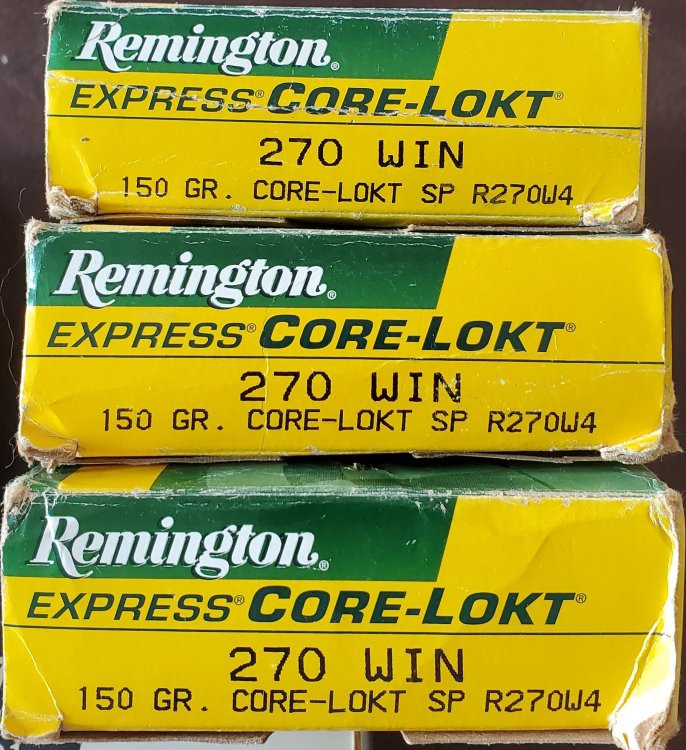 Remington®
EXPRESS® CORE-LOKT®
270 WIN
150 GR. CORE-LOKT SP R270W4
Remington®
EXPRESS® CORE-LOKT®
270 WIN
150 GR. CORE-LOKT SP R270W4
Remington®
EXPRESS® CORE-LOKT®
270 WIN
150 GR. CORE-LOKT SP R270W4